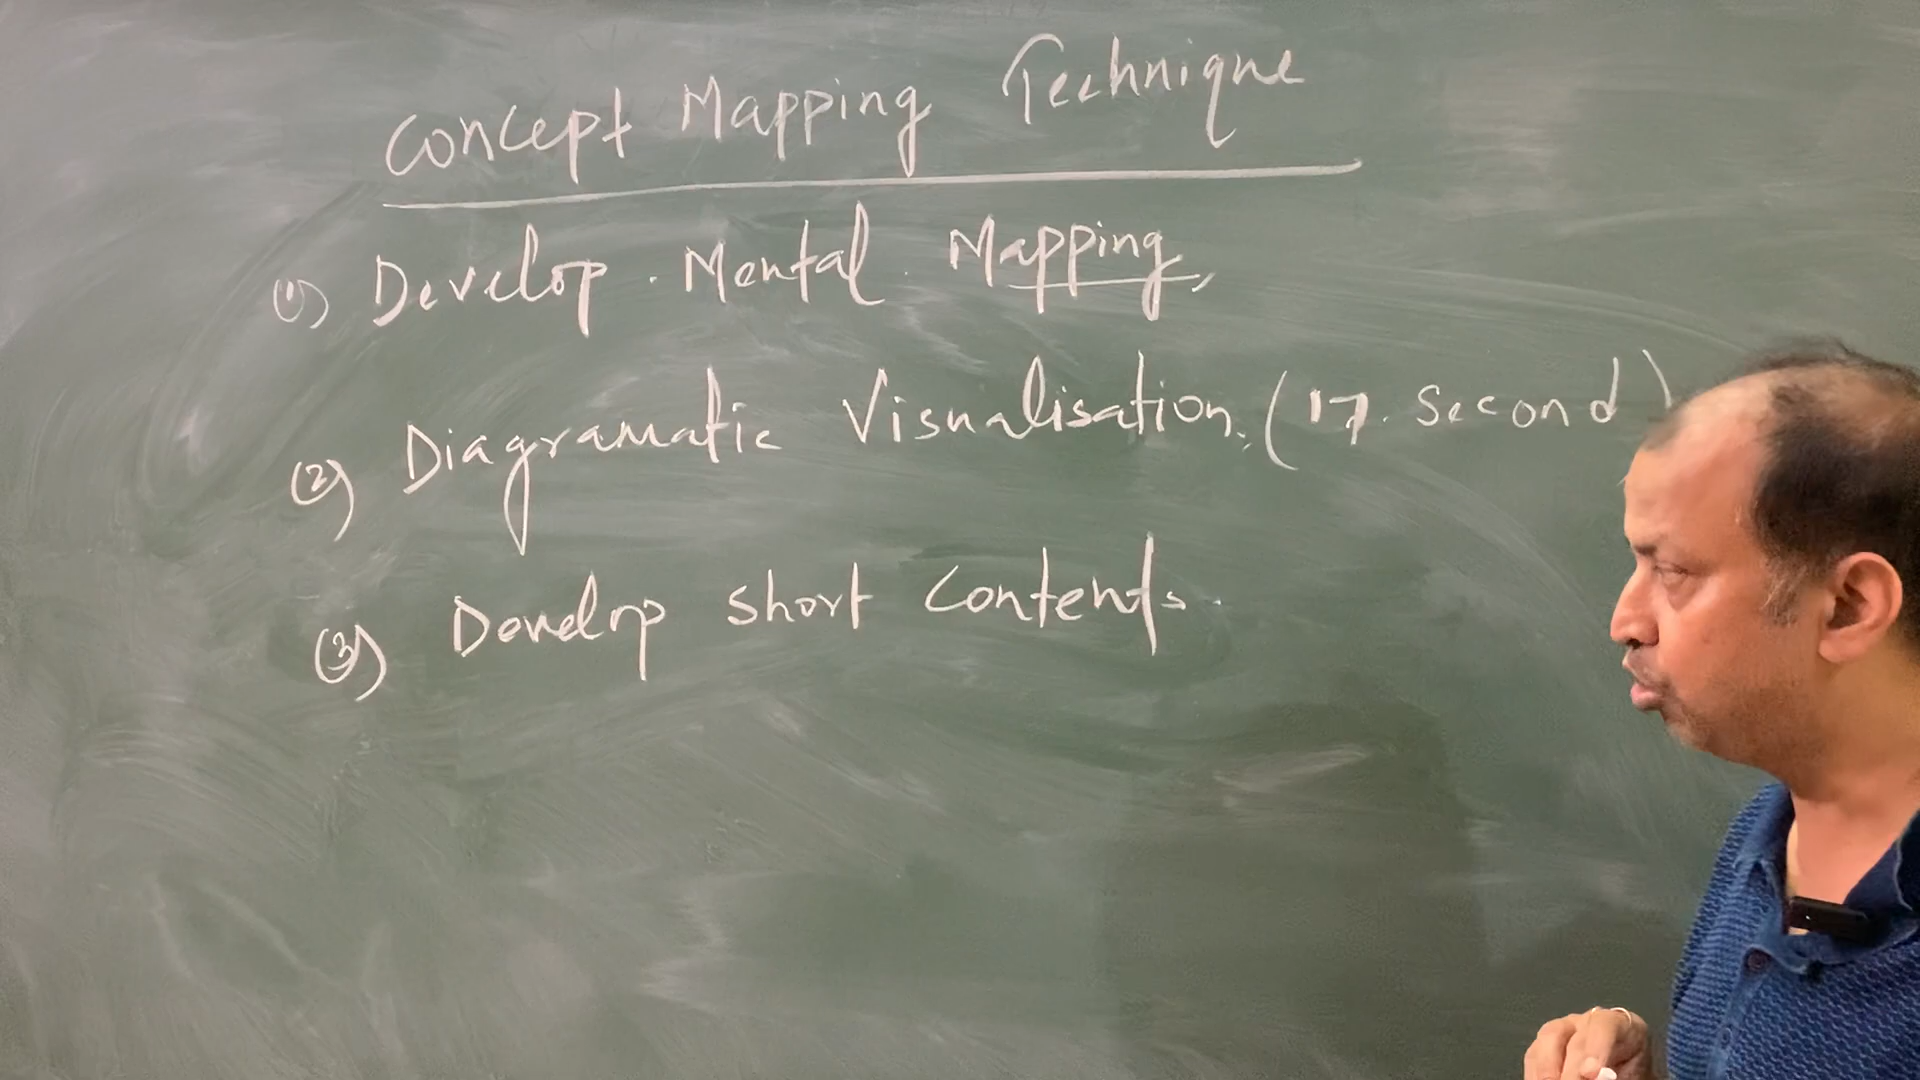 Concept Mapping Technique
(1) Develop Mental Mapping,
(2) Diagramatic Visualisation, (17 Second)
(3) Develop Short Contents.